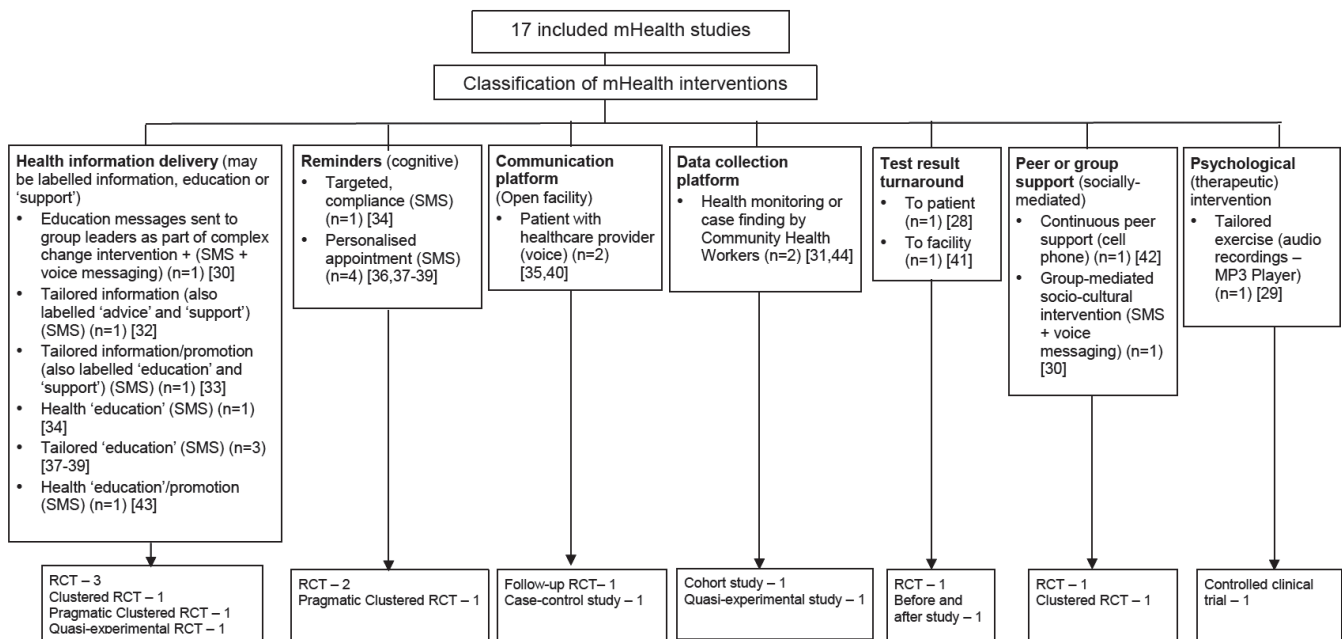 17 included mHealth studies
Classification of mHealth interventions
Health information delivery (may
be labelled information, education or
‘support’)
• Education messages sent to
group leaders as part of complex
change intervention + (SMS +
voice messaging) (n=1) [30]
• Tailored information (also
labelled ‘advice’ and ‘support’)
(SMS) (n=1) [32]
• Tailored information/promotion
(also labelled ‘education’ and
‘support’) (SMS) (n=1) [33]
• Health ‘education’ (SMS) (n=1)
[34]
• Tailored ‘education’ (SMS) (n=3)
[37-39]
• Health ‘education’/promotion
(SMS) (n=1) [43]
Reminders (cognitive)
• Targeted,
compliance (SMS)
(n=1) [34]
• Personalised
appointment (SMS)
(n=4) [36,37-39]
Communication
platform
(Open facility)
• Patient with
healthcare provider
(voice) (n=2)
[35,40]
Data collection
platform
• Health monitoring or
case finding by
Community Health
Workers (n=2) [31,44]
Test result
turnaround
• To patient
(n=1) [28]
• To facility
(n=1) [41]
Peer or group
support (socially-
mediated)
• Continuous peer
support (cell
phone) (n=1) [42]
• Group-mediated
socio-cultural
intervention (SMS
+ voice
messaging) (n=1)
[30]
Psychological
(therapeutic)
intervention
• Tailored
exercise (audio
recordings –
MP3 Player)
(n=1) [29]
RCT – 3
Clustered RCT – 1
Pragmatic Clustered RCT – 1
Quasi-experimental RCT – 1
RCT – 2
Pragmatic Clustered RCT – 1
Follow-up RCT– 1
Case-control study – 1
Cohort study – 1
Quasi-experimental study – 1
RCT – 1
Before and
after study – 1
RCT – 1
Clustered RCT – 1
Controlled clinical
trial – 1